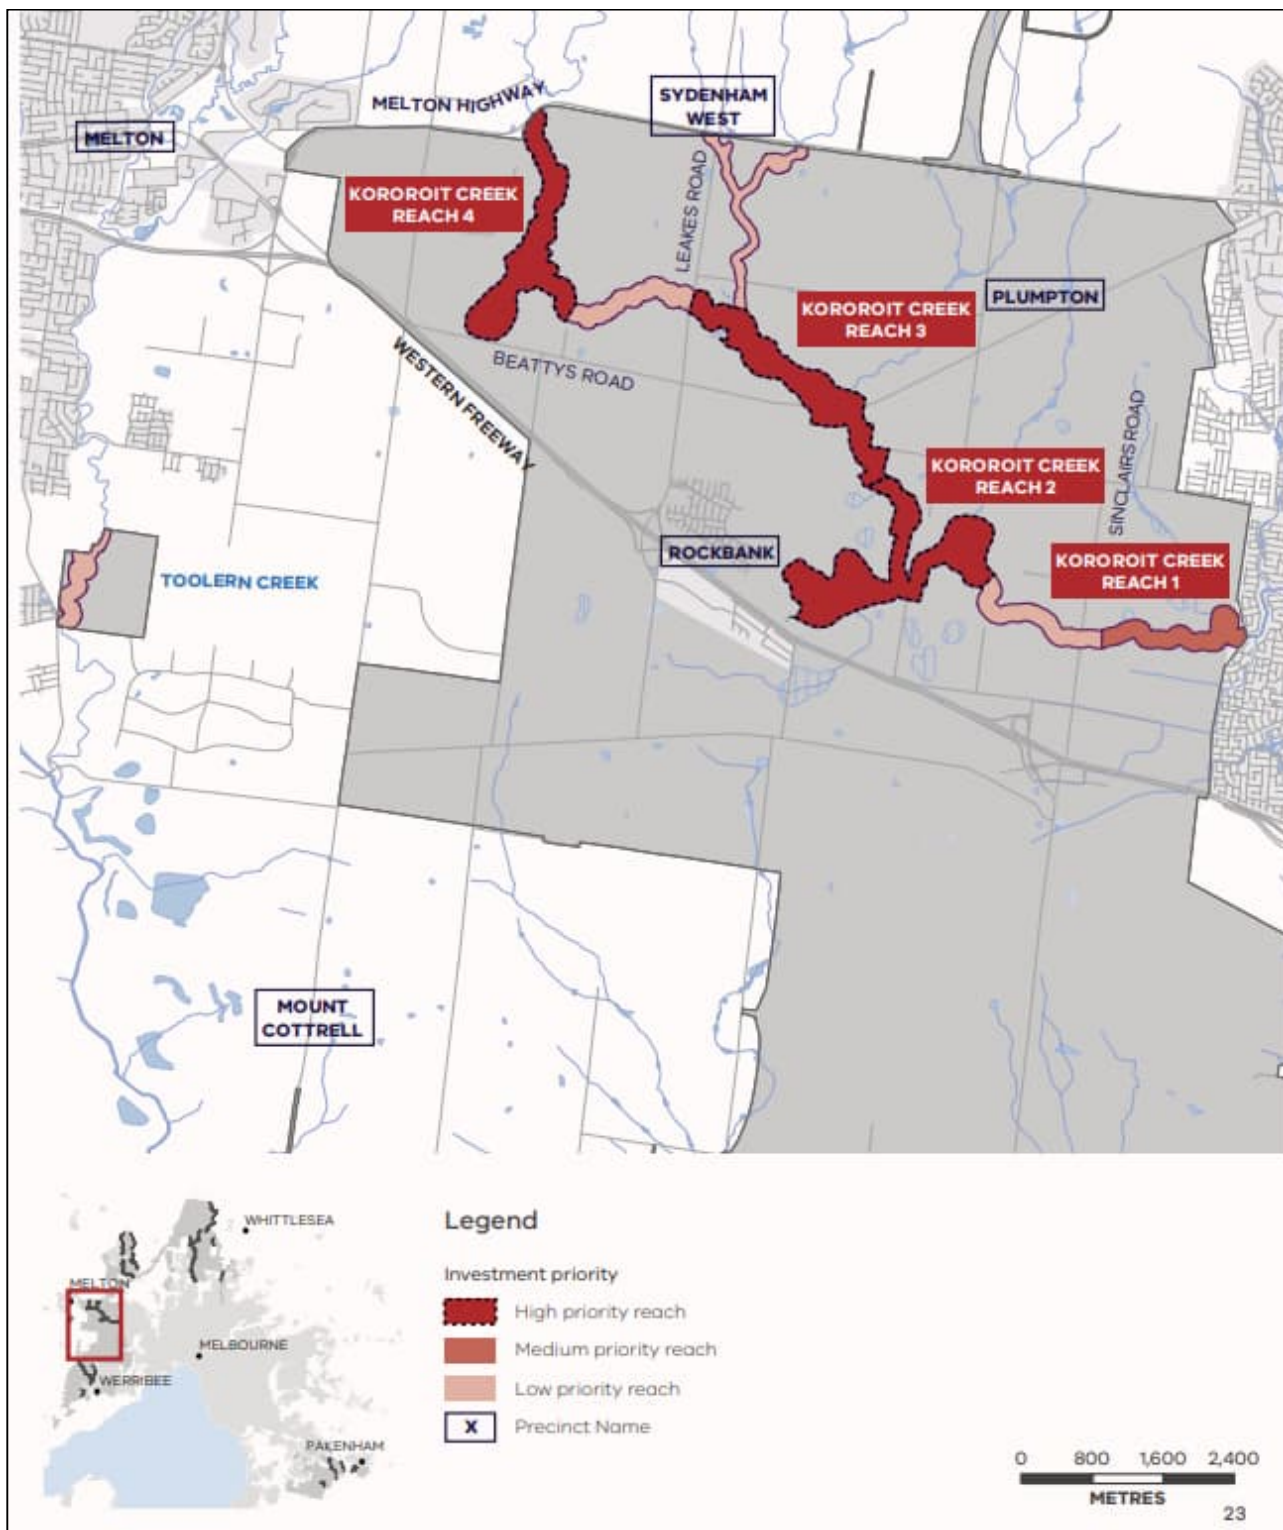 MELTON HIGHWAY
SYDENHAM
WEST
MELTON
KOROROIT CREEK
REACH 4
LEAKES ROAD
PLUMPTON
KOROROIT CREEK
REACH 3
BEATTYS ROAD
WESTERN FREEWAY
SINCLAIRS ROAD
KOROROIT CREEK
REACH 2
ROCKBANK
KOROROIT CREEK
REACH 1
TOOLERN CREEK
MOUNT
COTTRELL
WHITTLESEA
MELTON
MELBOURNE
WERRIBEE
PAKENHAM
Legend
Investment priority
High priority reach
Medium priority reach
Low priority reach
X Precinct Name
0 800 1,600 2,400
METRES
23